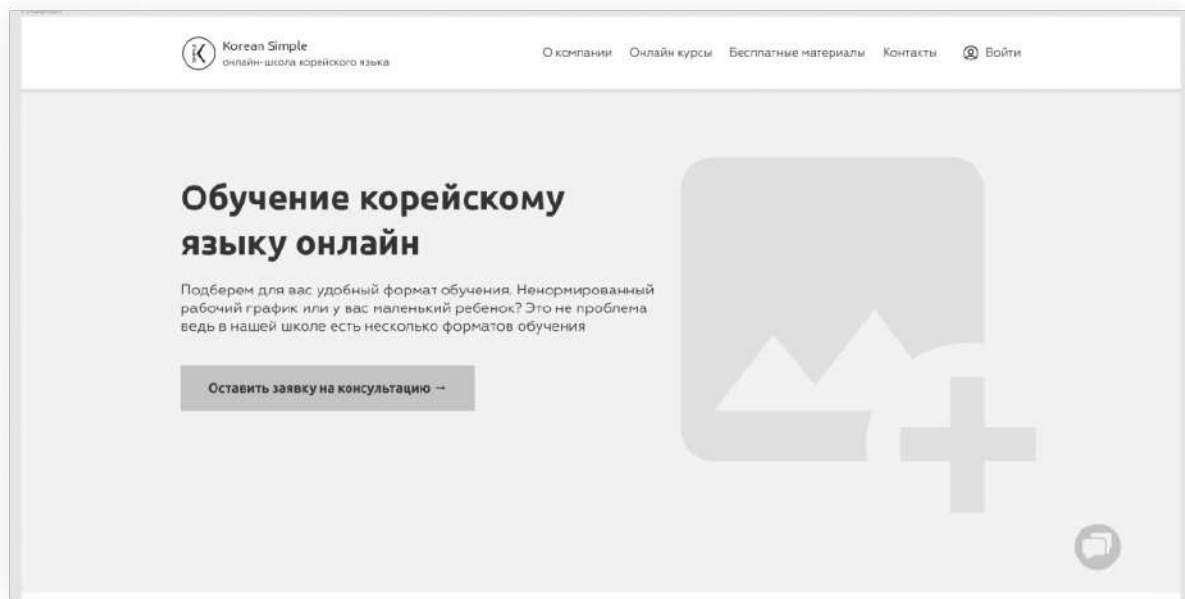 Korean Simple
онлайн-школа корейского языка
О компании Онлайн курсы Бесплатные материалы Контакты Войти
Обучение корейскому
языку онлайн
Подберем для вас удобный формат обучения. Ненормированный
рабочий график или у вас маленький ребенок? Это не проблема
ведь в нашей школе есть несколько форматов обучения
Оставить заявку на консультацию →